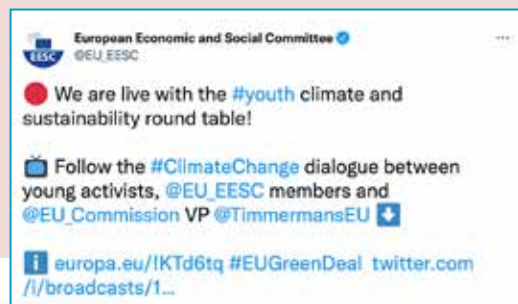 European Economic and Social Committee
EESC
@EU_EESC
We are live with the #youth climate and
sustainability round table!
Follow the #ClimateChange dialogue between
young activists, @EU_EESC members and
@EU_Commission VP @TimmermansEU
europa.eu/!KTd6tq #EUGreenDeal twitter.com
/i/broadcasts/1...